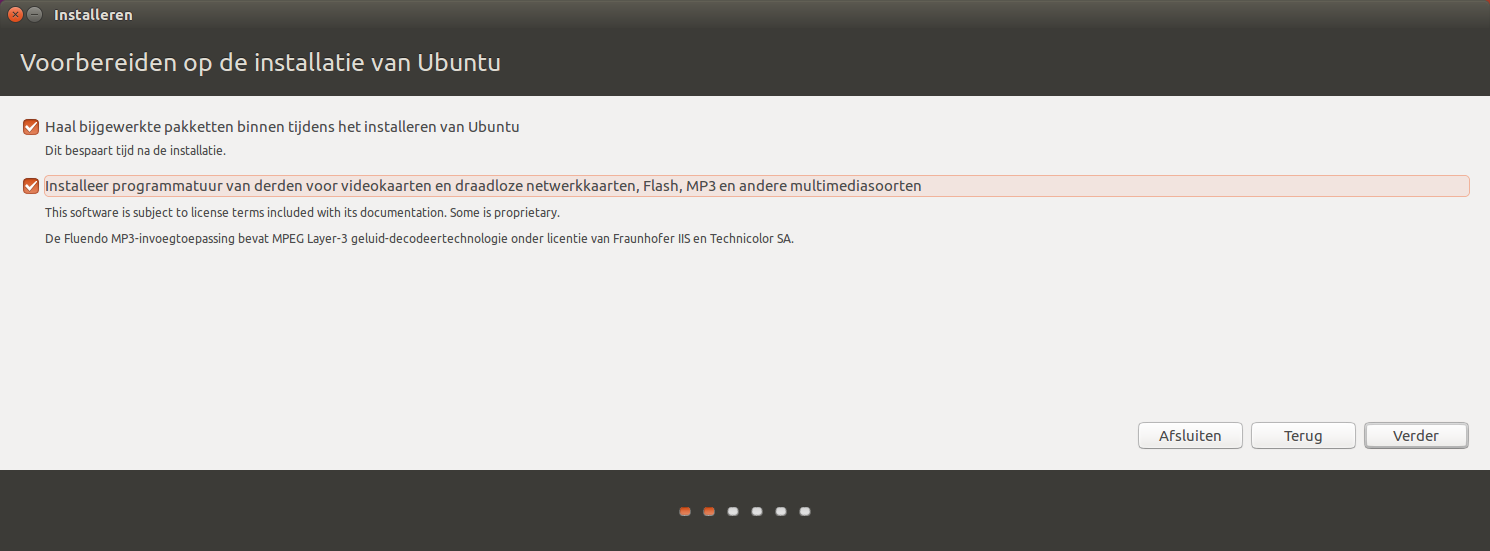 Installeren
Voorbereiden op de installatie van Ubuntu
Haal bijgewerkte pakketten binnen tijdens het installeren van Ubuntu
Dit bespaart tijd na de installatie.
Installeer programmatuur van derden voor videokaarten en draadloze netwerkkaarten, Flash, MP3 en andere multimediasoorten
This software is subject to license terms included with its documentation. Some is proprietary.
De Fluendo MP3-invoegtoepassing bevat MPEG Layer-3 geluid-decodeertechnologie onder licentie van Fraunhofer IIS en Technicolor SA.
Afsluiten Terug Verder